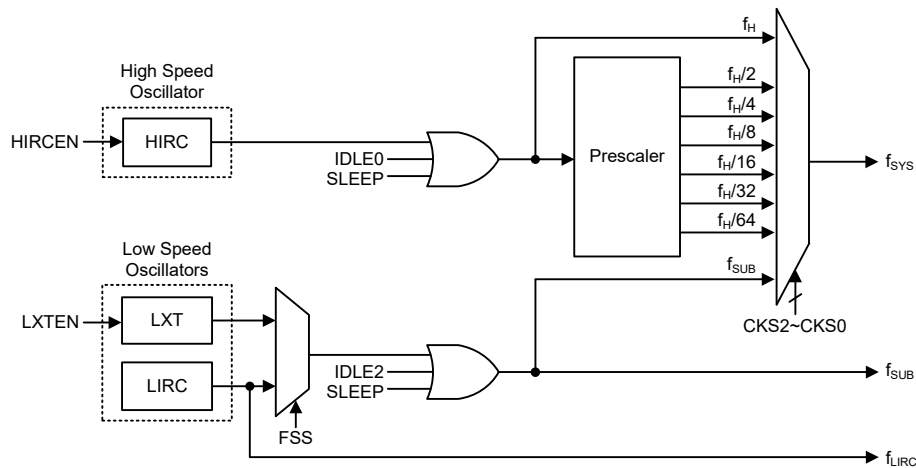 High Speed
Oscillator
HIRCEN
HIRC
IDLE0
SLEEP
Prescaler
fH
fH/2
fH/4
fH/8
fH/16
fH/32
fH/64
fSUB
fSYS
CKS2~CKS0
Low Speed
Oscillators
LXTEN
LXT
LIRC
FSS
IDLE2
SLEEP
fSUB
fLIRC